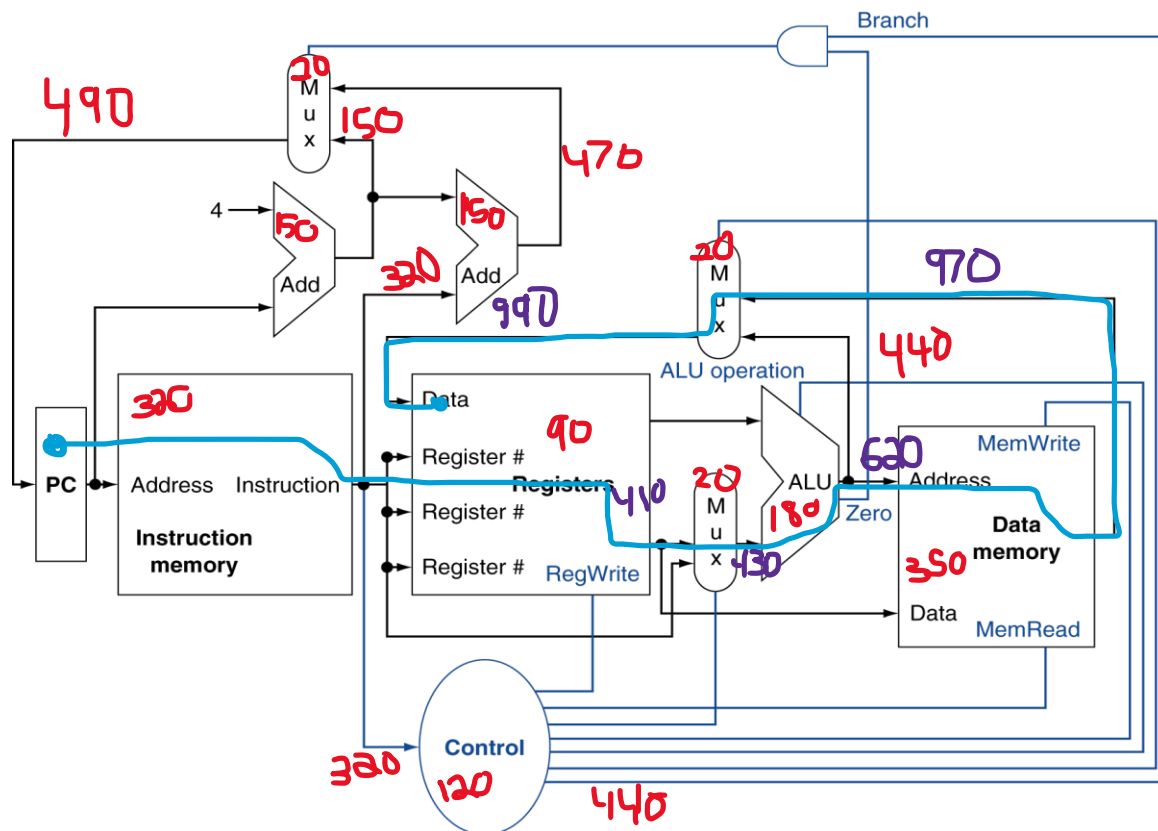 Branch
20
M
u
x
490
150
470
4
150
Add
150
Add
320
990
20
M
u
x
970
440
ALU operation
320
Data
90
Register #
Registers
Register #
Register #
RegWrite
410
20
M
u
x
430
ALU
180
Zero
620
MemWrite
Address
Data
memory
350
Data
MemRead
PC
Address
Instruction
Instruction
memory
320
Control
120
440